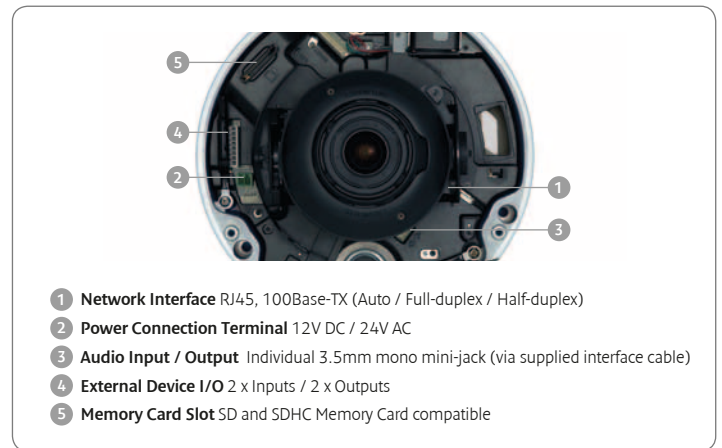 5
4
2
1
3
1 Network Interface RJ45, 100Base-TX (Auto / Full-duplex / Half-duplex)
2 Power Connection Terminal 12V DC / 24V AC
3 Audio Input / Output Individual 3.5mm mono mini-jack (via supplied interface cable)
4 External Device I/O 2 x Inputs / 2 x Outputs
5 Memory Card Slot SD and SDHC Memory Card compatible